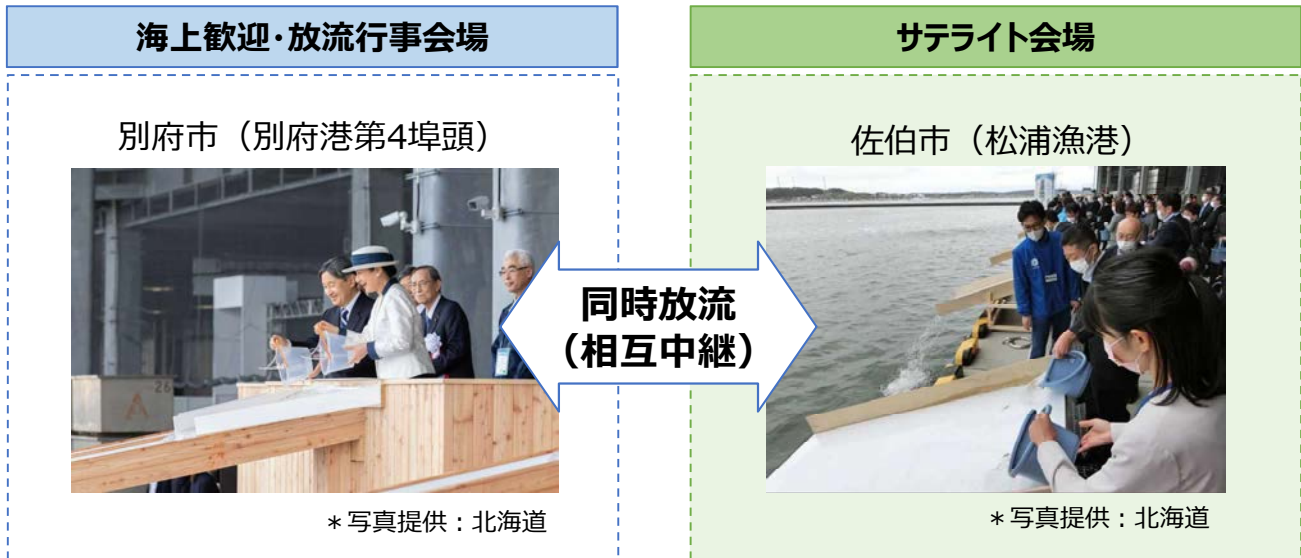 海上歓迎・放流行事会場
別府市（別府港第4埠頭）
＊写真提供：北海道
同時放流
（相互中継）
サテライト会場
佐伯市（松浦漁港）
＊写真提供：北海道
26